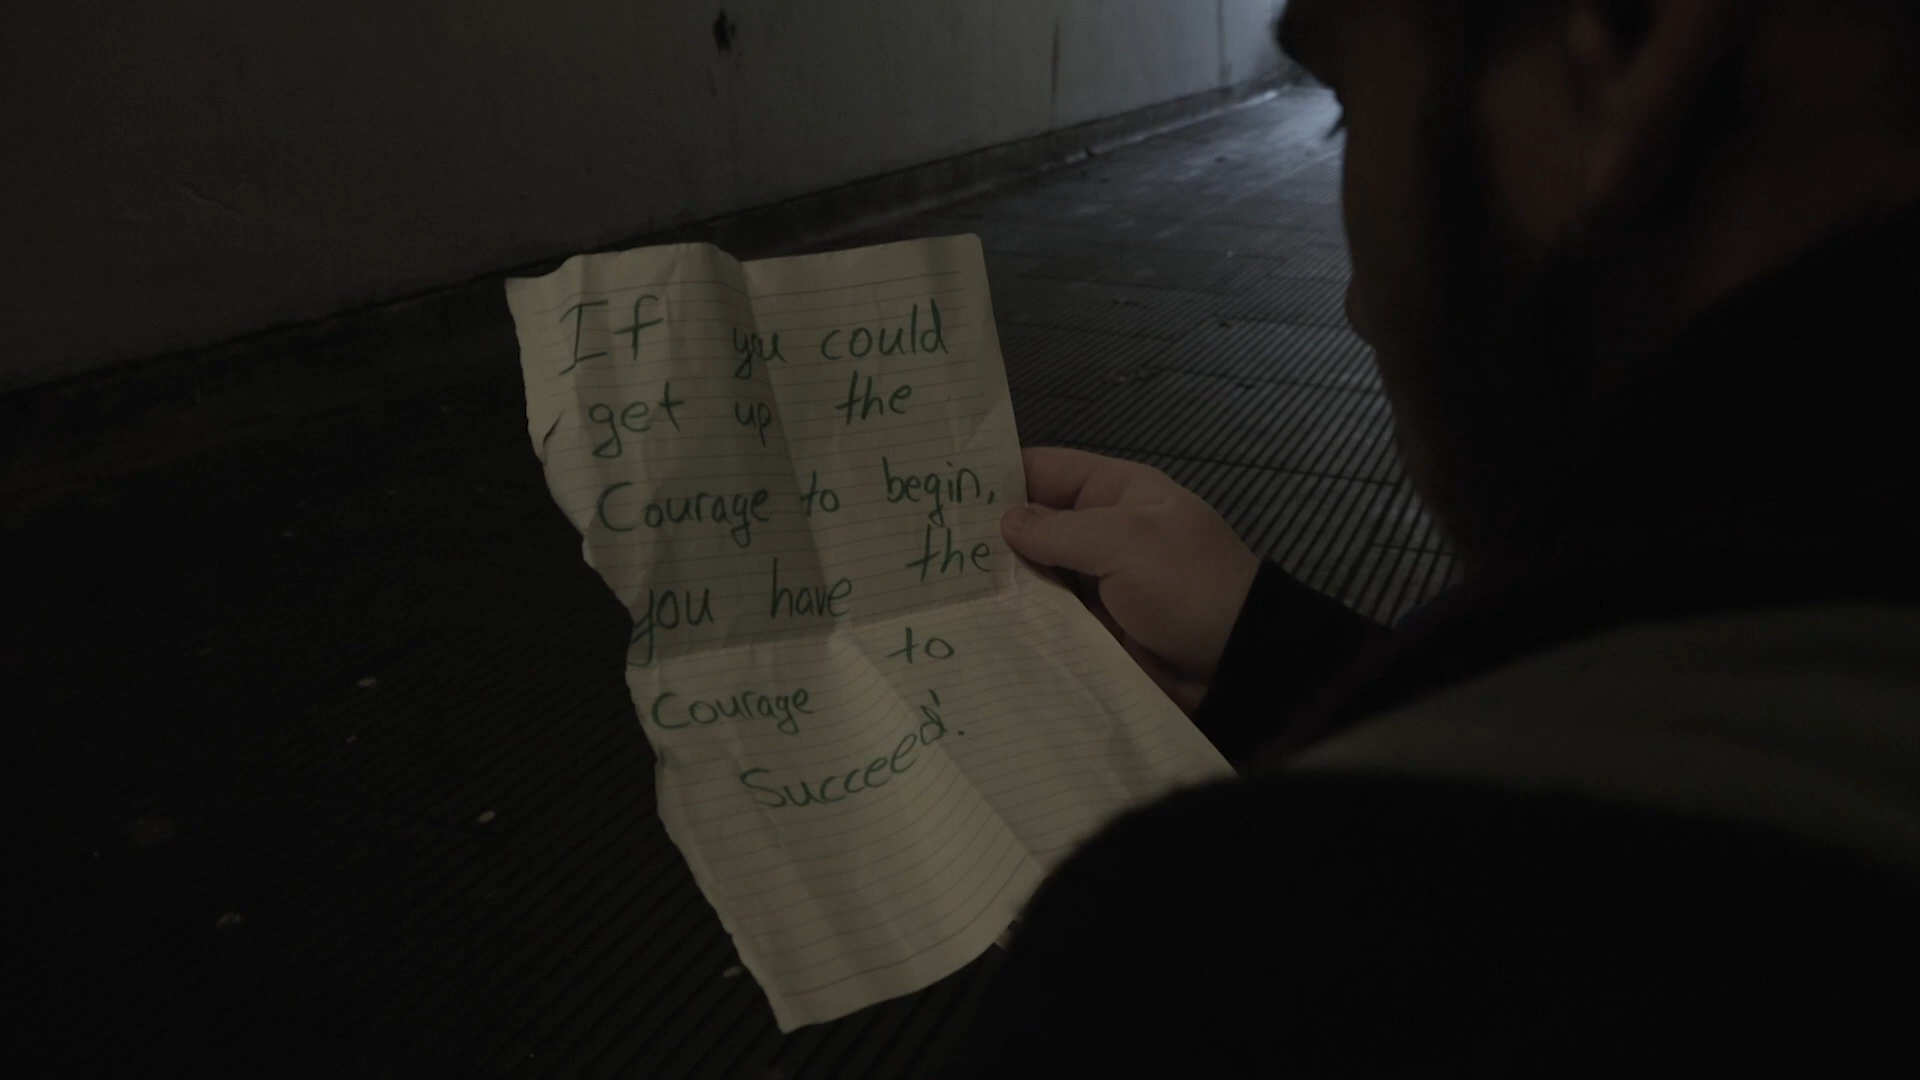 If you could
get up the
Courage to begin,
you have the
Courage to
Succeed.